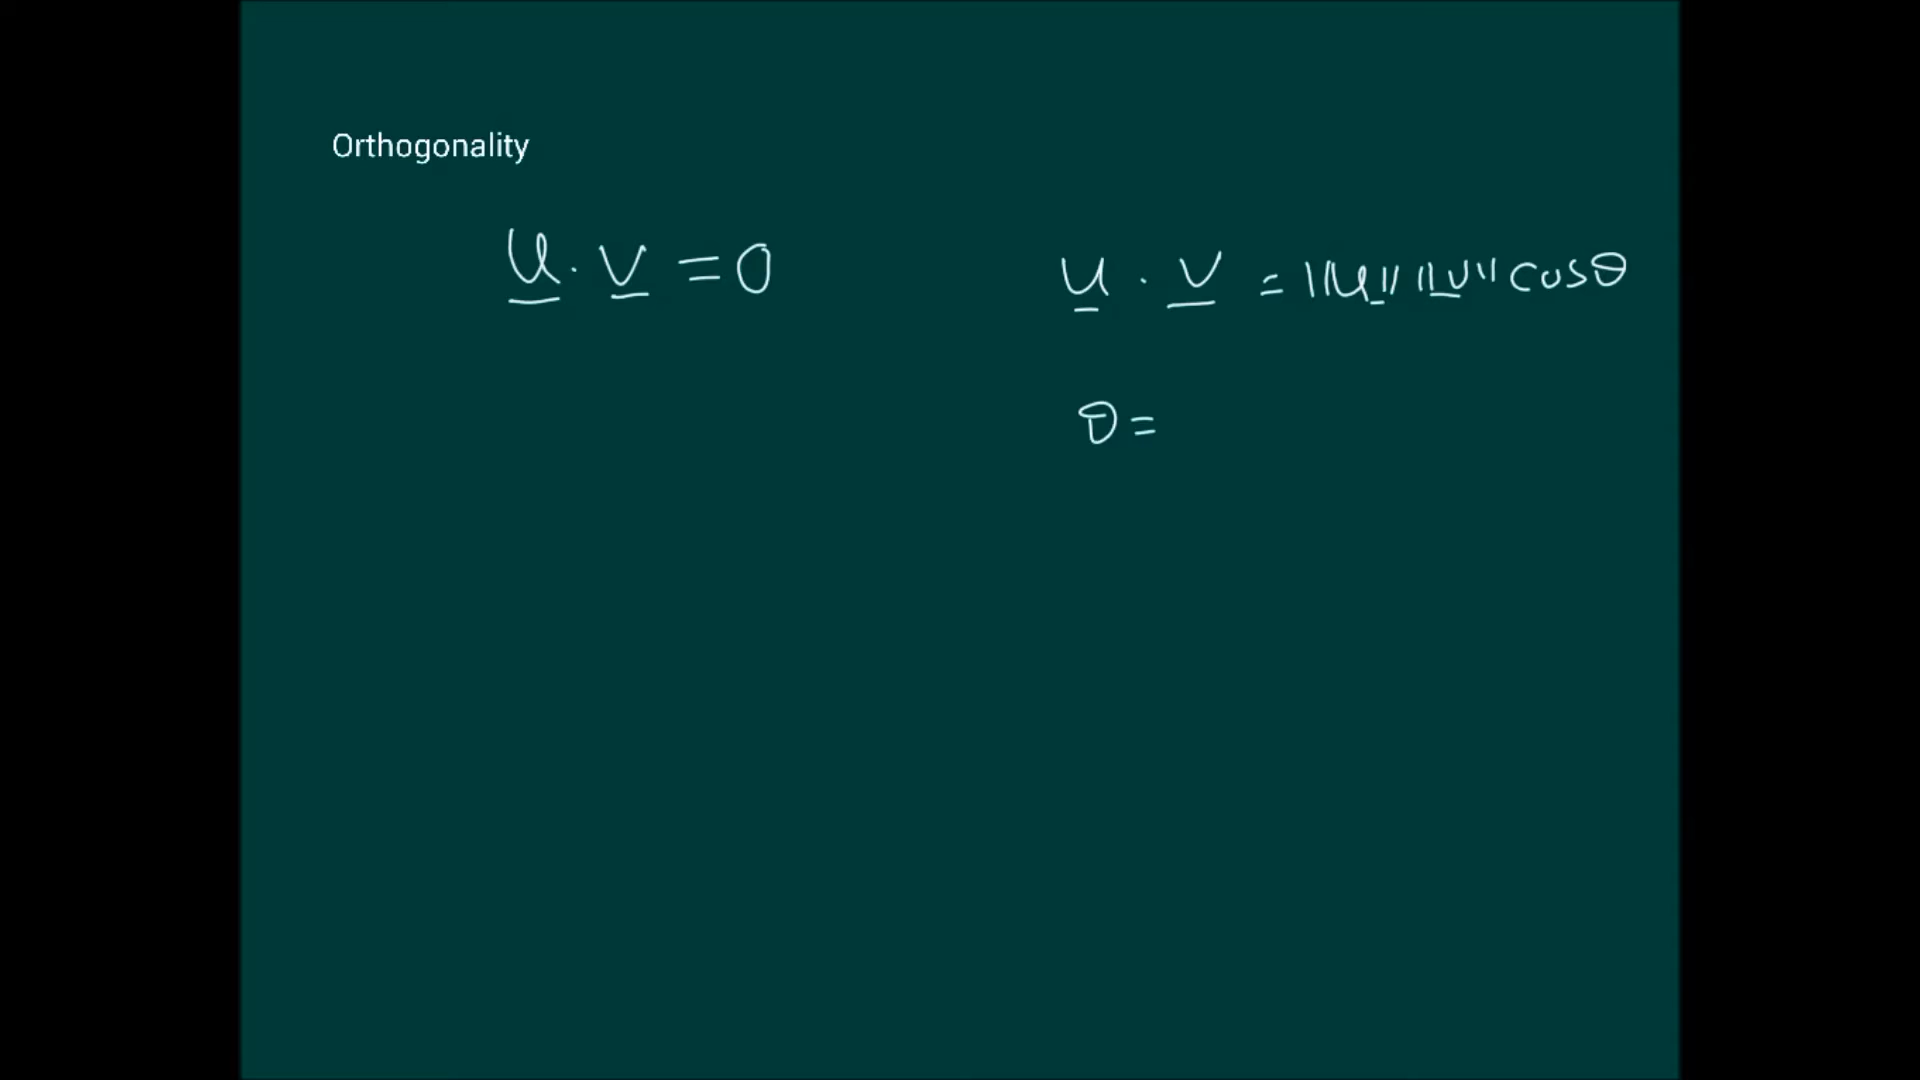 Orthogonality
u . v = 0
u . v = ||u|| ||v|| cosθ
θ =